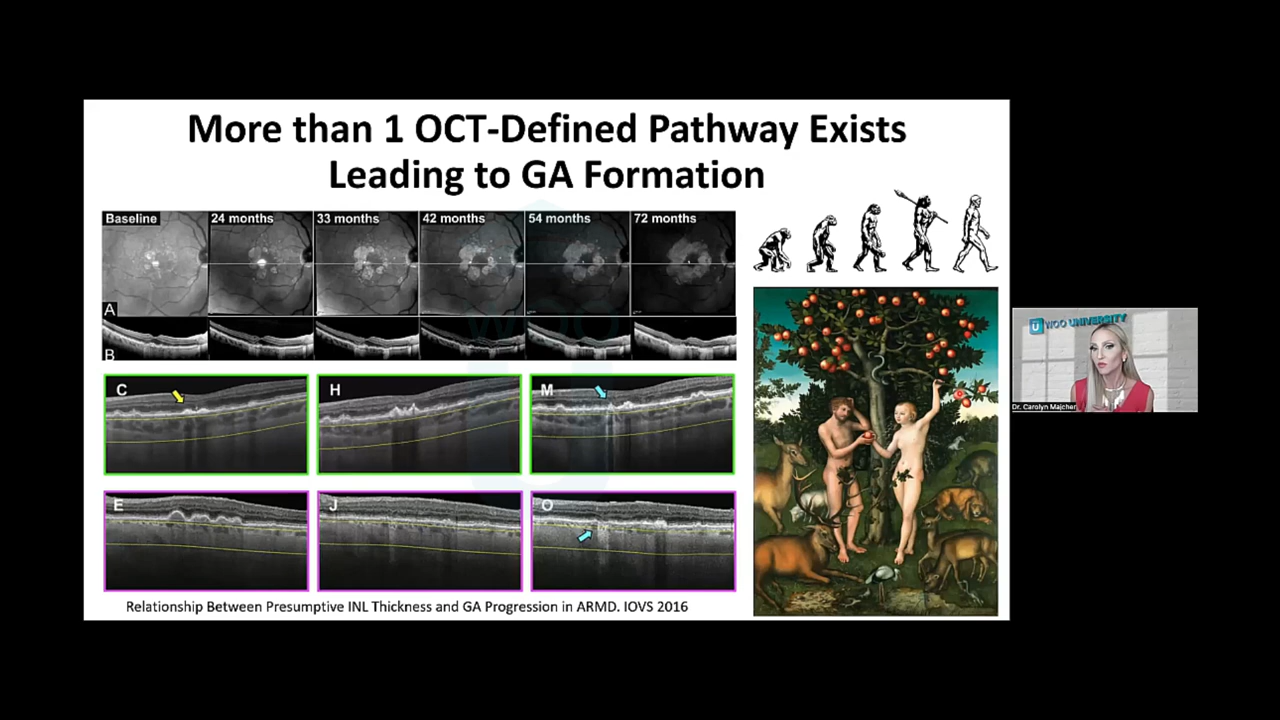 More than 1 OCT-Defined Pathway Exists
Leading to GA Formation
Baseline
24 months
33 months
42 months
54 months
72 months
A
B
C
H
M
E
J
O
Relationship Between Presumptive INL Thickness and GA Progression in ARMD. IOVS 2016
WOO
U WOO UNIVERSITY
Dr. Carolyn Majcher